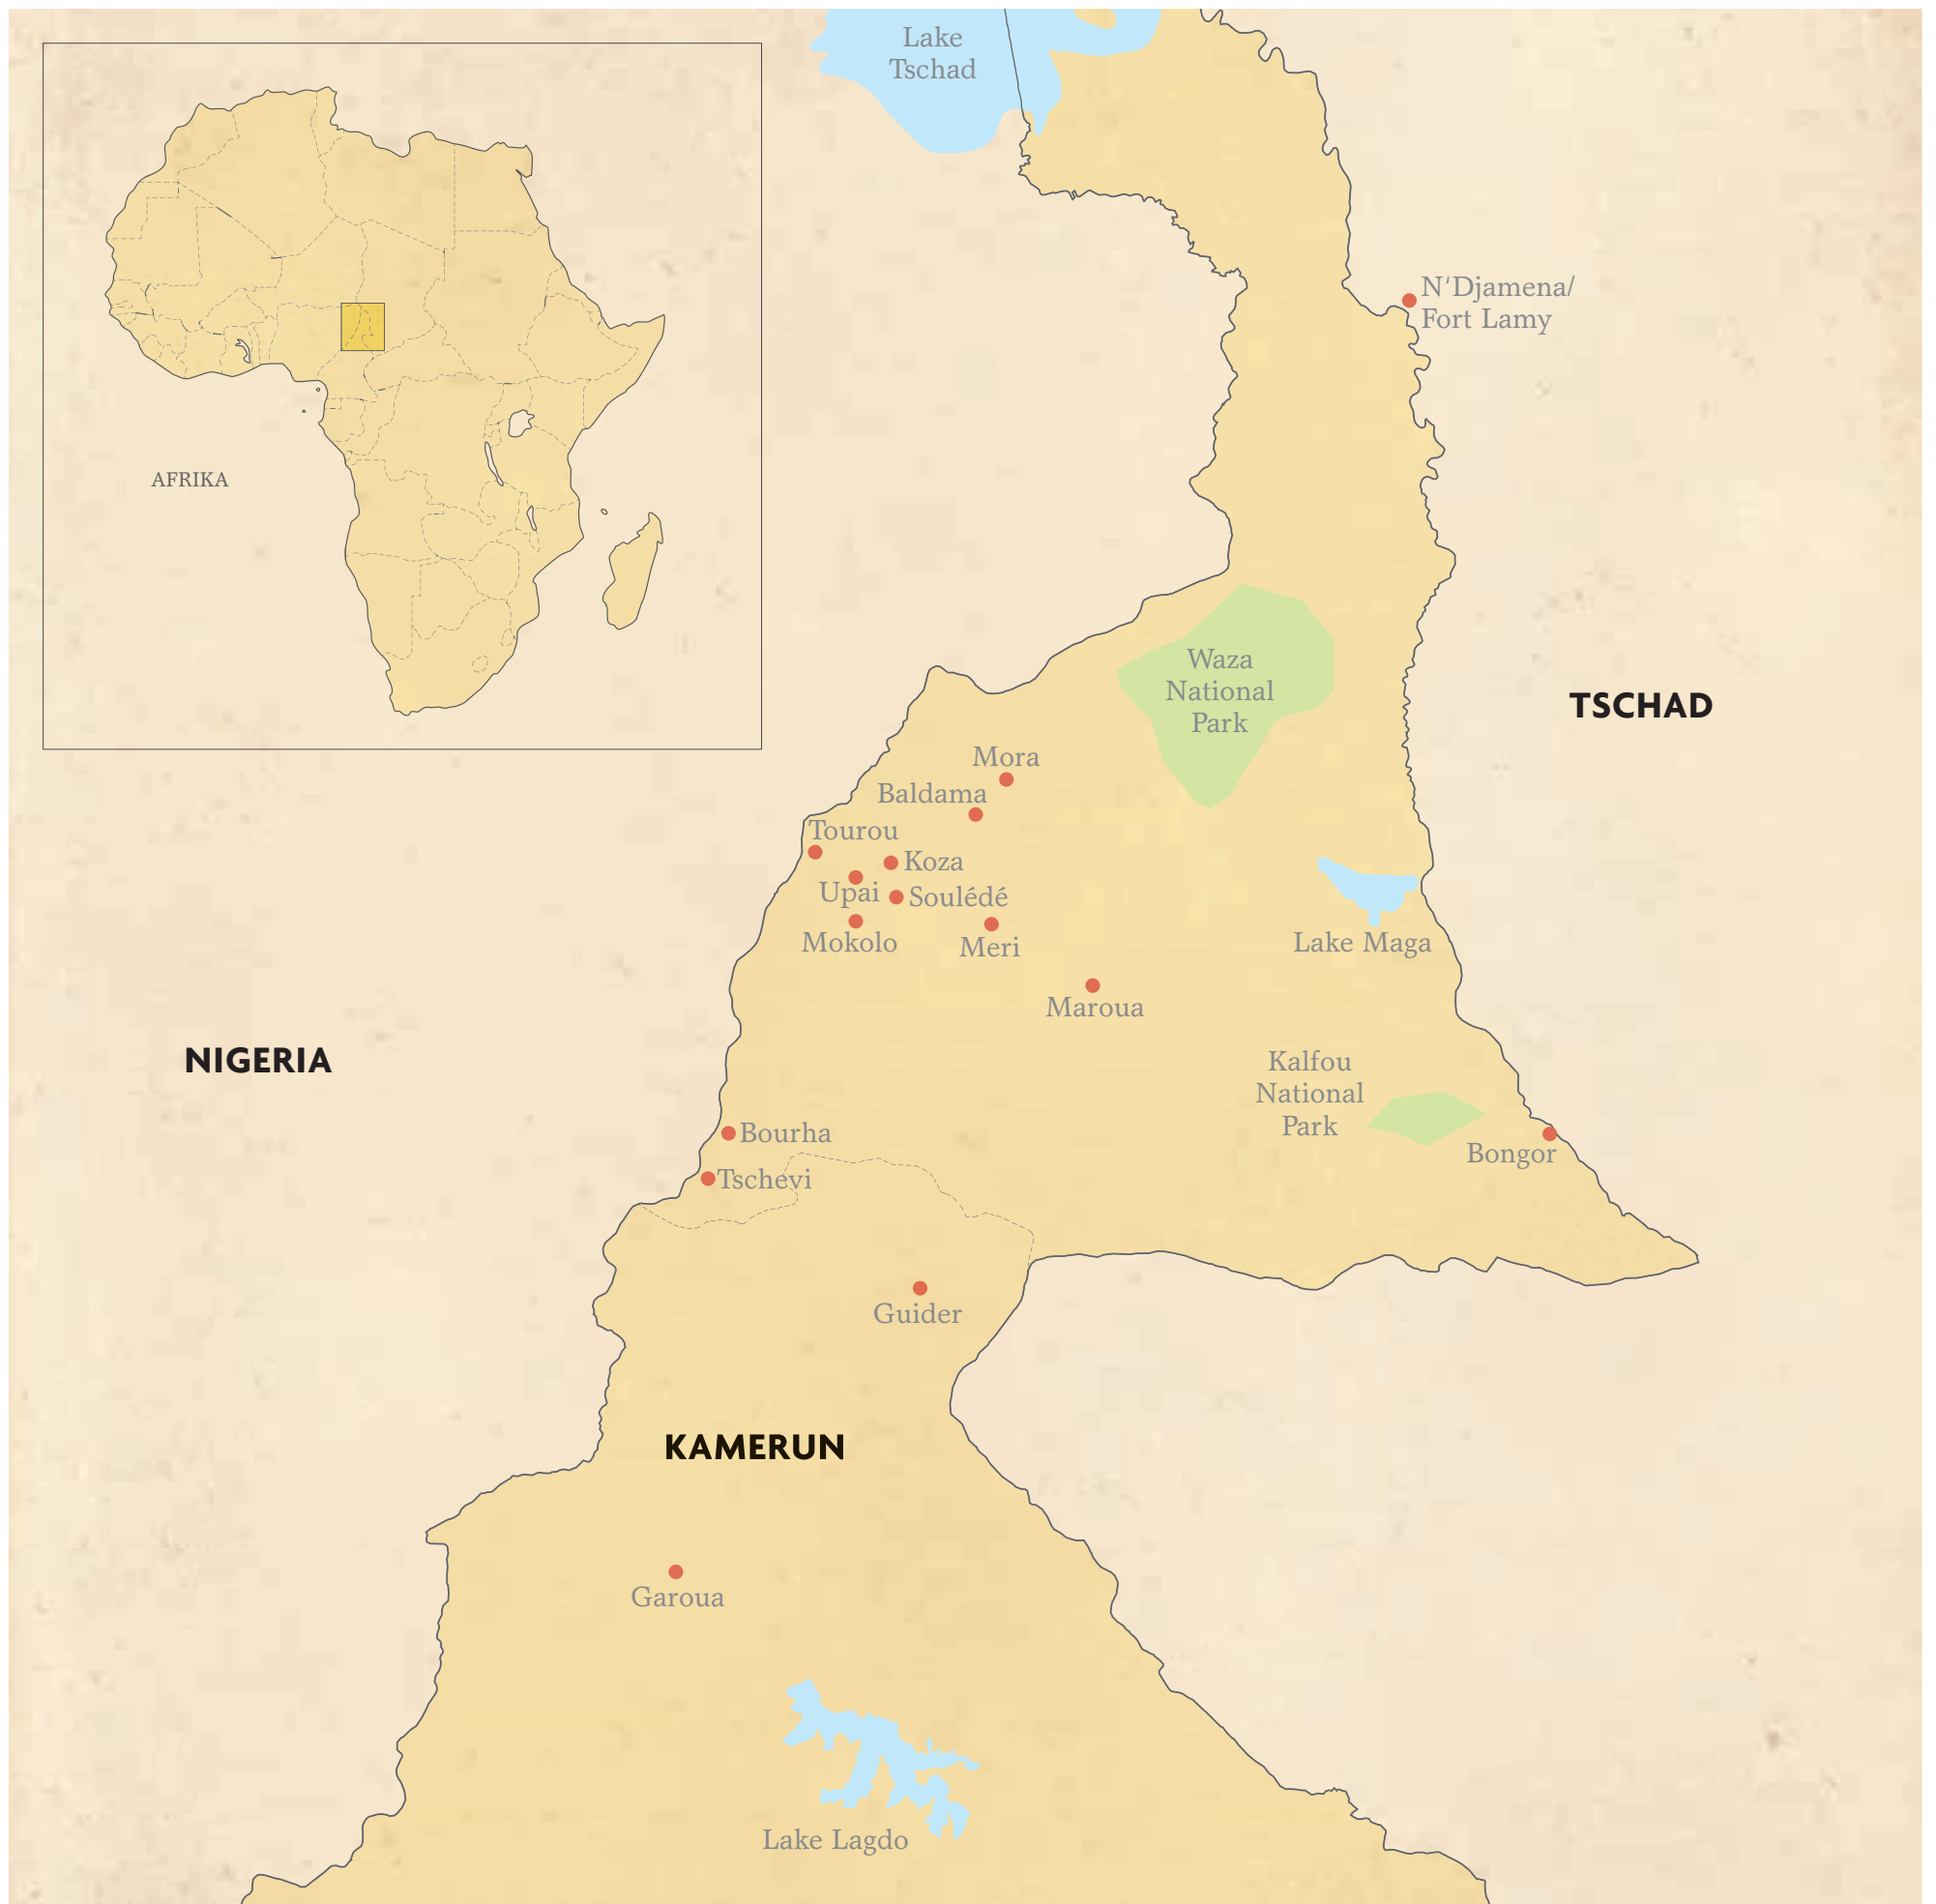 Lake
Tschad
N'Djamena/
Fort Lamy
AFRIKA
Waza
National
Park
TSCHAD
Mora
Baldama
Tourou
Koza
Upai
Soulédé
Mokolo
Meri
Lake Maga
Maroua
NIGERIA
Kalfou
National
Park
Bourha
Bongor
Tschevi
Guider
KAMERUN
Garoua
Lake Lagdo